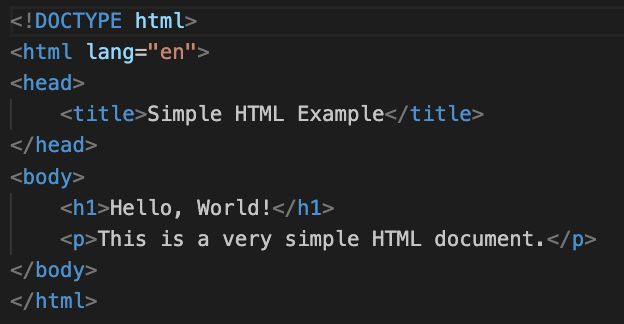 <!DOCTYPE html>
<html lang="en">
<head>
    <title>Simple HTML Example</title>
</head>
<body>
    <h1>Hello, World!</h1>
    <p>This is a very simple HTML document.</p>
</body>
</html>